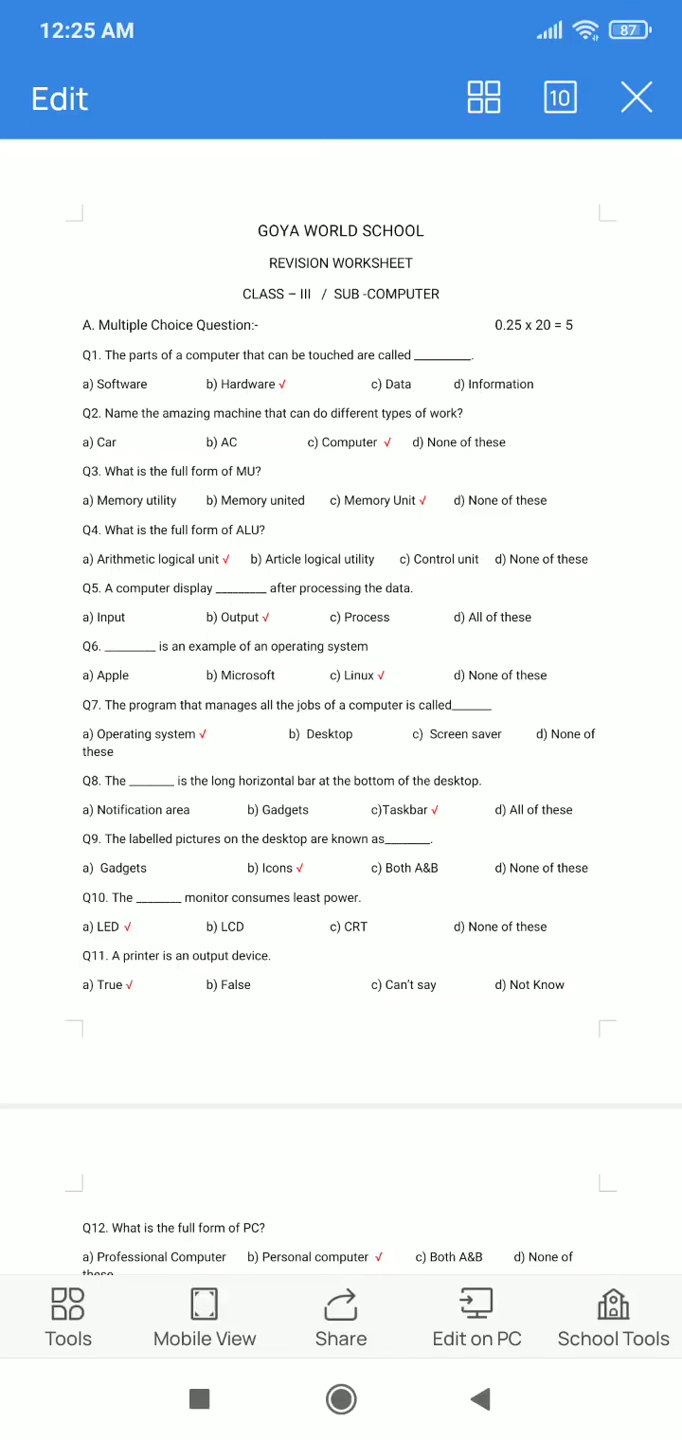 12:25 AM
87
Edit
10
GOYA WORLD SCHOOL
REVISION WORKSHEET
CLASS – III / SUB -COMPUTER
A. Multiple Choice Question:- 0.25 x 20 = 5
Q1. The parts of a computer that can be touched are called _________.
a) Software b) Hardware √ c) Data d) Information
Q2. Name the amazing machine that can do different types of work?
a) Car b) AC c) Computer √ d) None of these
Q3. What is the full form of MU?
a) Memory utility b) Memory united c) Memory Unit √ d) None of these
Q4. What is the full form of ALU?
a) Arithmetic logical unit √ b) Article logical utility c) Control unit d) None of these
Q5. A computer display ________ after processing the data.
a) Input b) Output √ c) Process d) All of these
Q6. ________ is an example of an operating system
a) Apple b) Microsoft c) Linux √ d) None of these
Q7. The program that manages all the jobs of a computer is called______
a) Operating system √ b) Desktop c) Screen saver d) None of
these
Q8. The _______ is the long horizontal bar at the bottom of the desktop.
a) Notification area b) Gadgets c)Taskbar √ d) All of these
Q9. The labelled pictures on the desktop are known as_______.
a) Gadgets b) Icons √ c) Both A&B d) None of these
Q10. The _______ monitor consumes least power.
a) LED √ b) LCD c) CRT d) None of these
Q11. A printer is an output device.
a) True √ b) False c) Can't say d) Not Know
Q12. What is the full form of PC?
a) Professional Computer b) Personal computer √ c) Both A&B d) None of
these
Tools Mobile View Share Edit on PC School Tools